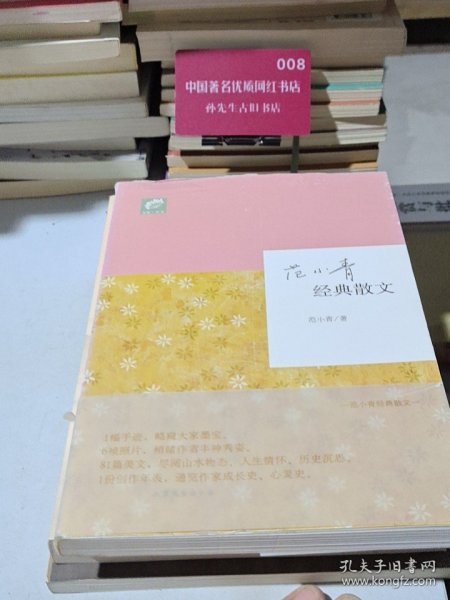 008
中国著名优质网红书店
孙先生古旧书店
范小青
经典散文
范小青/著
—范小青经典散文—
1幅手迹，略窥大家墨宝。
6帧照片，领略作者丰神秀姿。
81篇美文，尽阅山水物态、人生情怀、历史沉思。
1份创作年表，通览作家成长史、心灵史。
孔夫子旧书网
www.kongfz.com